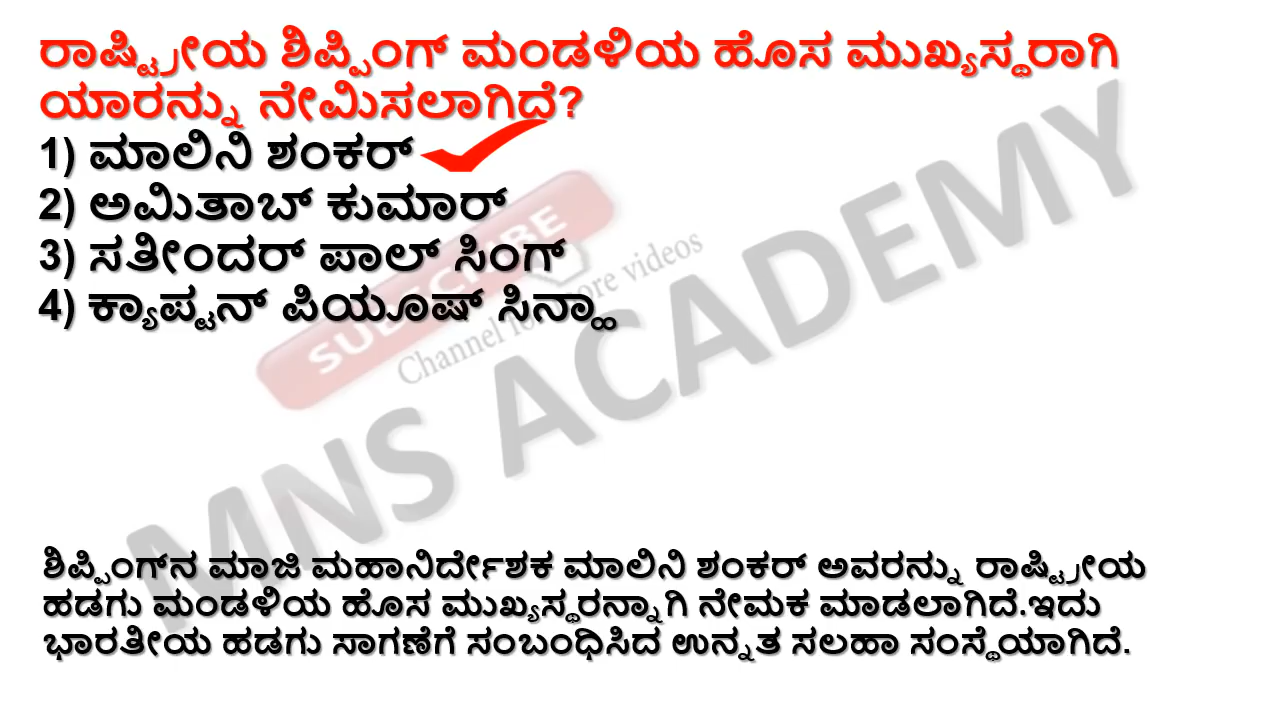 ರಾಷ್ಟ್ರೀಯ ಶಿಪ್ಪಿಂಗ್ ಮಂಡಳಿಯ ಹೊಸ ಮುಖ್ಯಸ್ಥರಾಗಿ
ಯಾರನ್ನು ನೇಮಿಸಲಾಗಿದೆ?
1) ಮಾಲಿನಿ ಶಂಕರ್
2) ಅಮಿತಾಬ್ ಕುಮಾರ್
3) ಸತೀಂದರ್ ಪಾಲ್ ಸಿಂಗ್
4) ಕ್ಯಾಪ್ಟನ್ ಪಿಯೂಷ್ ಸಿನ್ಹಾ
SUBSCRIBE
Channel for more videos
MNS ACADEMY
ಶಿಪ್ಪಿಂಗ್‌ನ ಮಾಜಿ ಮಹಾನಿರ್ದೇಶಕ ಮಾಲಿನಿ ಶಂಕರ್ ಅವರನ್ನು ರಾಷ್ಟ್ರೀಯ
ಹಡಗು ಮಂಡಳಿಯ ಹೊಸ ಮುಖ್ಯಸ್ಥರನ್ನಾಗಿ ನೇಮಕ ಮಾಡಲಾಗಿದೆ.ಇದು
ಭಾರತೀಯ ಹಡಗು ಸಾಗಣೆಗೆ ಸಂಬಂಧಿಸಿದ ಉನ್ನತ ಸಲಹಾ ಸಂಸ್ಥೆಯಾಗಿದೆ.